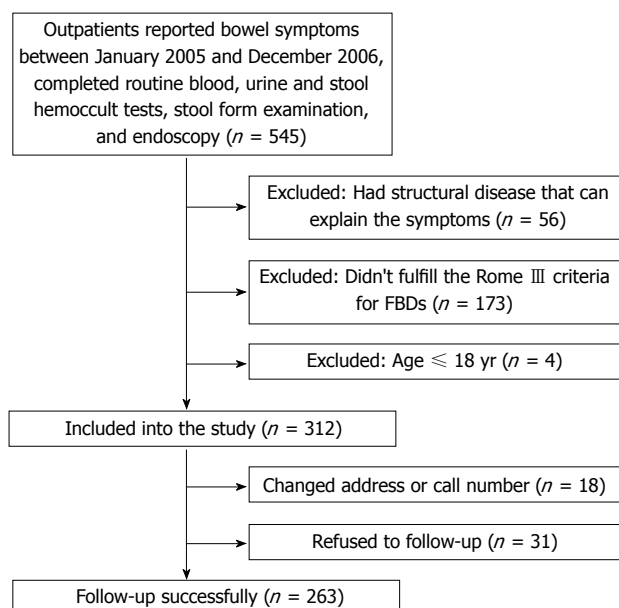 Outpatients reported bowel symptoms
between January 2005 and December 2006,
completed routine blood, urine and stool
hemoccult tests, stool form examination,
and endoscopy (n = 545)
Excluded: Had structural disease that can
explain the symptoms (n = 56)
Excluded: Didn't fulfill the Rome Ⅲ criteria
for FBDs (n = 173)
Excluded: Age ≤ 18 yr (n = 4)
Included into the study (n = 312)
Changed address or call number (n = 18)
Refused to follow-up (n = 31)
Follow-up successfully (n = 263)